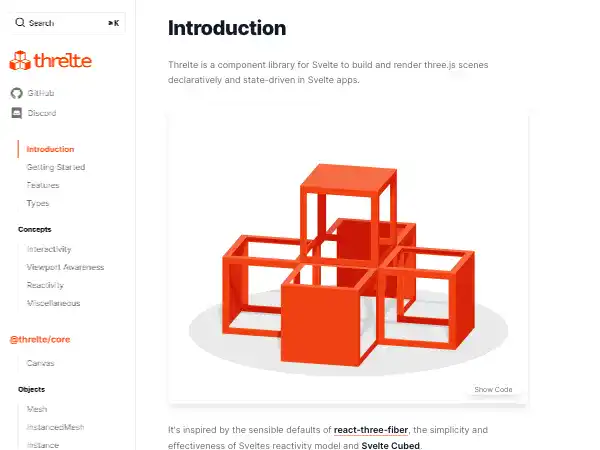 Search ⌘K
threlte
GitHub
Discord
Introduction
Getting Started
Features
Types
Concepts
Interactivity
Viewport Awareness
Reactivity
Miscellaneous
@threlte/core
Canvas
Objects
Mesh
InstancedMesh
Instance
Introduction
Threlte is a component library for Svelte to build and render three.js scenes
declaratively and state-driven in Svelte apps.
Show Code
It's inspired by the sensible defaults of react-three-fiber, the simplicity and
effectiveness of Sveltes reactivity model and Svelte Cubed.